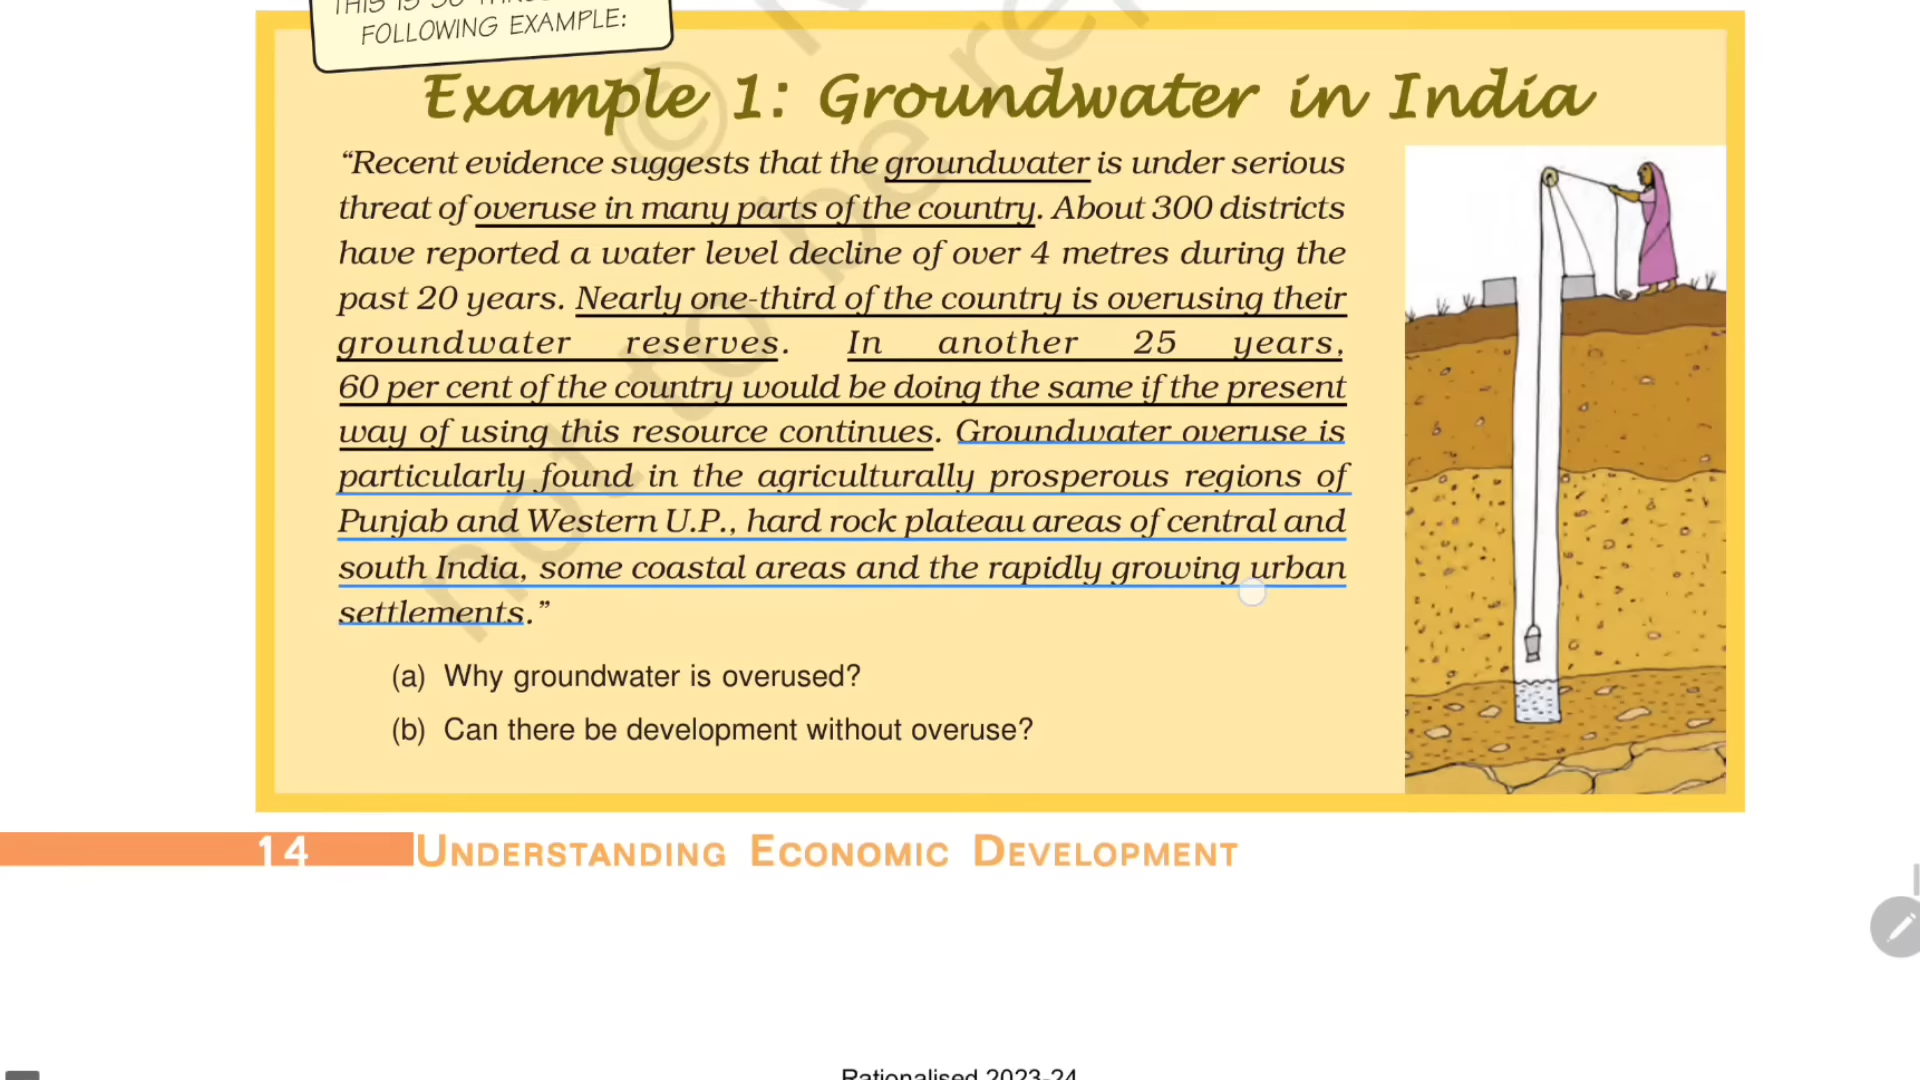 FOLLOWING EXAMPLE:
Example 1: Groundwater in India
“Recent evidence suggests that the groundwater is under serious
threat of overuse in many parts of the country. About 300 districts
have reported a water level decline of over 4 metres during the
past 20 years. Nearly one-third of the country is overusing their
groundwater reserves. In another 25 years,
60 per cent of the country would be doing the same if the present
way of using this resource continues. Groundwater overuse is
particularly found in the agriculturally prosperous regions of
Punjab and Western U.P., hard rock plateau areas of central and
south India, some coastal areas and the rapidly growing urban
settlements.”
(a) Why groundwater is overused?
(b) Can there be development without overuse?
14 UNDERSTANDING ECONOMIC DEVELOPMENT
Rationalised 2023-24
not to be